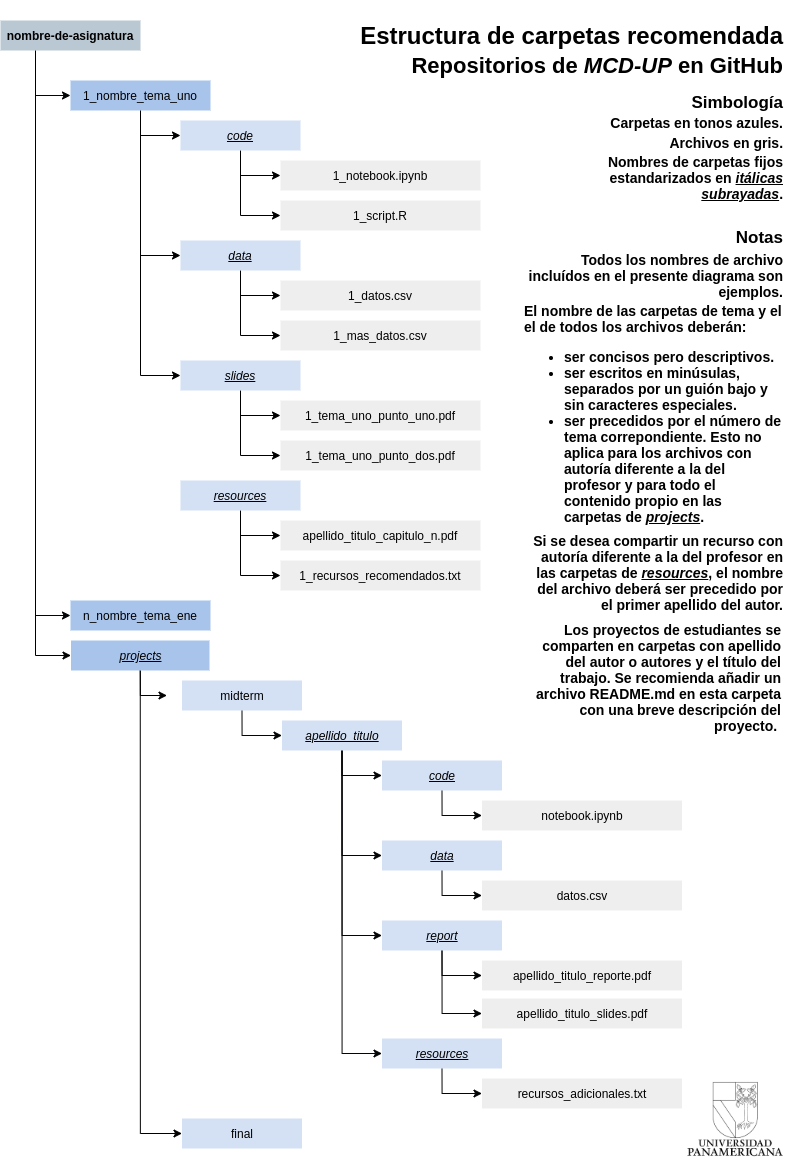 nombre-de-asignatura
Estructura de carpetas recomendada
Repositorios de MCD-UP en GitHub
Simbología
Carpetas en tonos azules.
Archivos en gris.
Nombres de carpetas fijos
estandarizados en itálicas
subrayadas.
Notas
Todos los nombres de archivo
incluídos en el presente diagrama son
ejemplos.
El nombre de las carpetas de tema y el
el de todos los archivos deberán:
• ser concisos pero descriptivos.
• ser escritos en minúsulas,
separados por un guión bajo y
sin caracteres especiales.
• ser precedidos por el número de
tema correpondiente. Esto no
aplica para los archivos con
autoría diferente a la del
profesor y para todo el
contenido propio en las
carpetas de projects.
Si se desea compartir un recurso con
autoría diferente a la del profesor en
las carpetas de resources, el nombre
del archivo deberá ser precedido por
el primer apellido del autor.
Los proyectos de estudiantes se
comparten en carpetas con apellido
del autor o autores y el título del
trabajo. Se recomienda añadir un
archivo README.md en esta carpeta
con una breve descripción del
proyecto.
1_nombre_tema_uno
code
1_notebook.ipynb
1_script.R
data
1_datos.csv
1_mas_datos.csv
slides
1_tema_uno_punto_uno.pdf
1_tema_uno_punto_dos.pdf
resources
apellido_titulo_capitulo_n.pdf
1_recursos_recomendados.txt
n_nombre_tema_ene
projects
midterm
apellido_titulo
code
notebook.ipynb
data
datos.csv
report
apellido_titulo_reporte.pdf
apellido_titulo_slides.pdf
resources
recursos_adicionales.txt
final
UNIVERSIDAD
PANAMERICANA